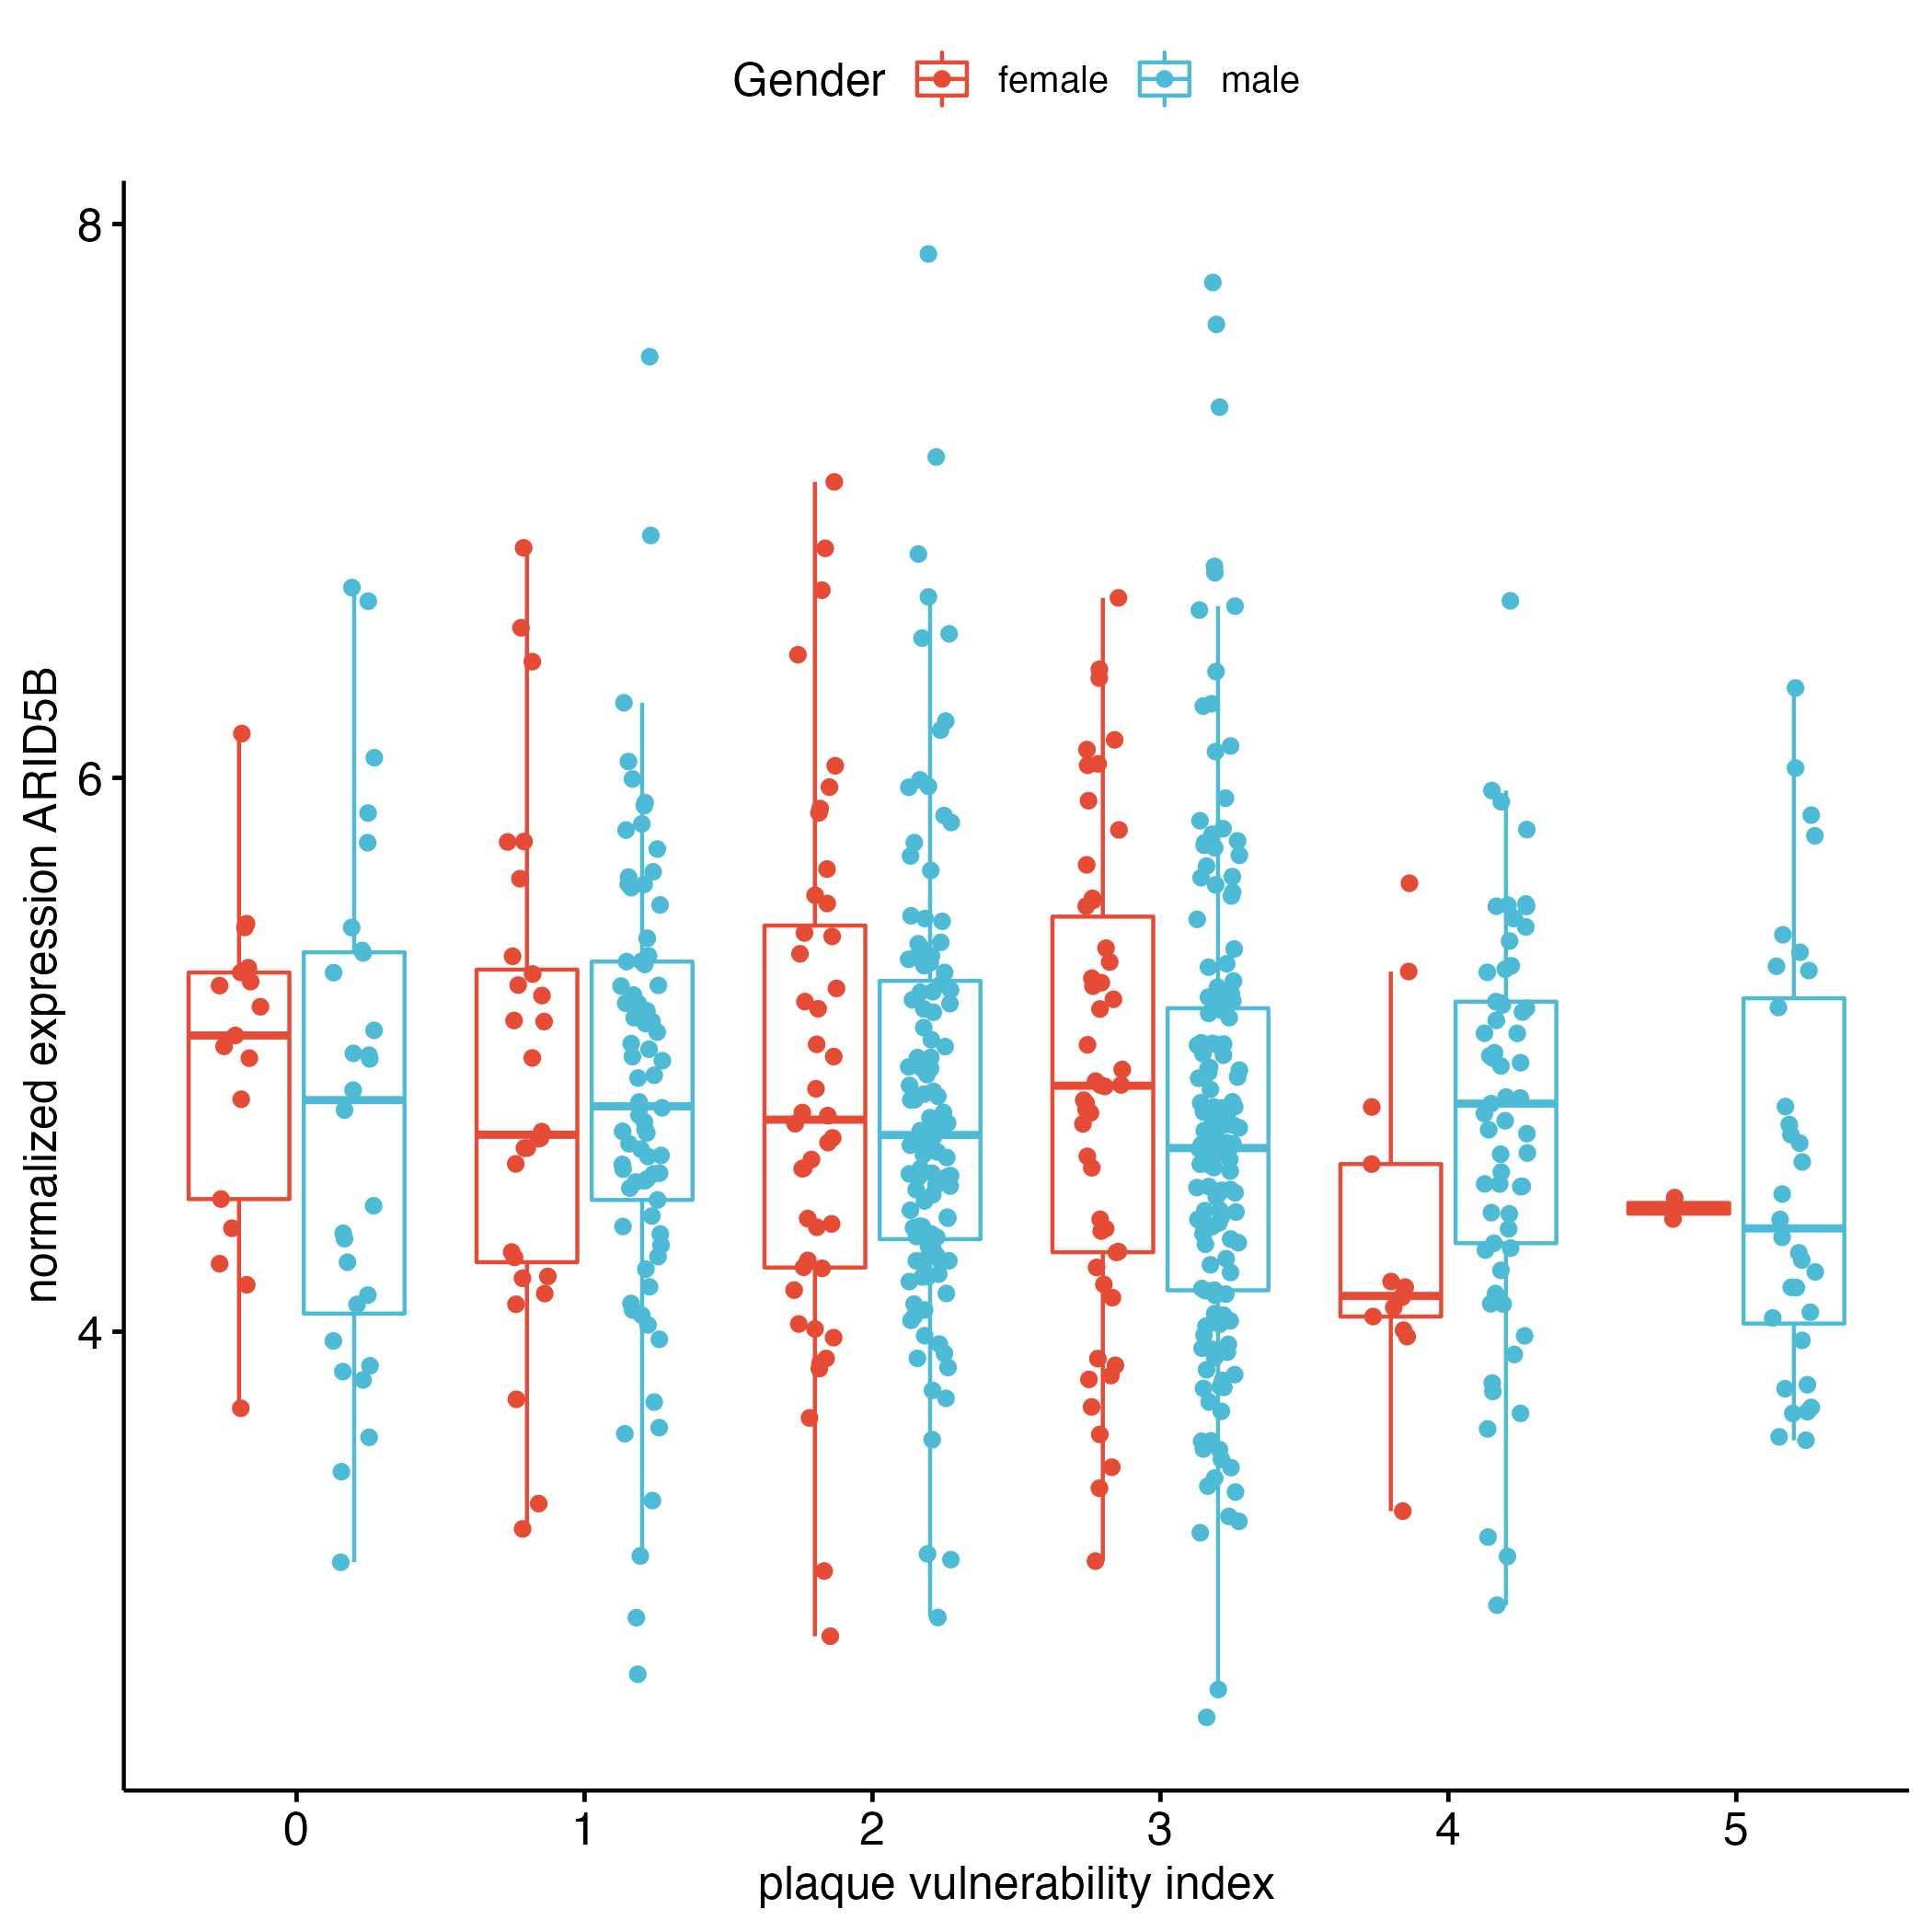 Gender female male
8
6
4
normalized expression ARID5B
0 1 2 3 4 5
plaque vulnerability index